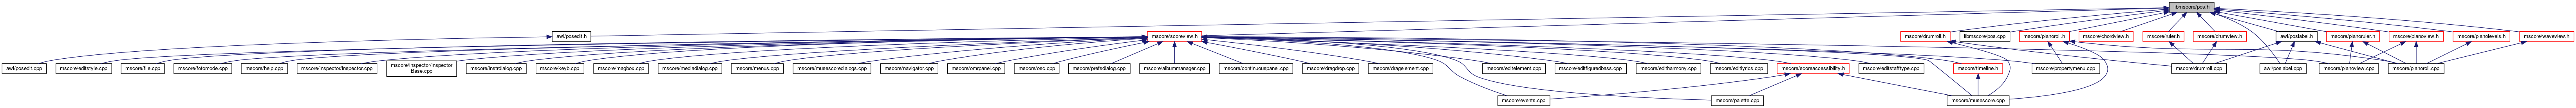 libmscore/pos.h
awl/posedit.h
mscore/scoreview.h
mscore/drumroll.h
libmscore/pos.cpp
mscore/pianoroll.h
mscore/chordview.h
mscore/ruler.h
mscore/drumview.h
awl/poslabel.h
mscore/pianoruler.h
mscore/pianoview.h
mscore/pianolevels.h
mscore/waveview.h
awl/posedit.cpp
mscore/editstyle.cpp
mscore/file.cpp
mscore/fotomode.cpp
mscore/help.cpp
mscore/inspector/inspector.cpp
mscore/inspector/inspector
Base.cpp
mscore/instrdialog.cpp
mscore/keyb.cpp
mscore/magbox.cpp
mscore/mediadialog.cpp
mscore/menus.cpp
mscore/musescoredialogs.cpp
mscore/navigator.cpp
mscore/omrpanel.cpp
mscore/osc.cpp
mscore/prefsdialog.cpp
mscore/albummanager.cpp
mscore/continuouspanel.cpp
mscore/dragdrop.cpp
mscore/dragelement.cpp
mscore/editelement.cpp
mscore/editfiguredbass.cpp
mscore/editharmony.cpp
mscore/editlyrics.cpp
mscore/scoreaccessibility.h
mscore/editstafftype.cpp
mscore/timeline.h
mscore/propertymenu.cpp
mscore/drumroll.cpp
awl/poslabel.cpp
mscore/pianoview.cpp
mscore/pianoroll.cpp
mscore/events.cpp
mscore/palette.cpp
mscore/musescore.cpp